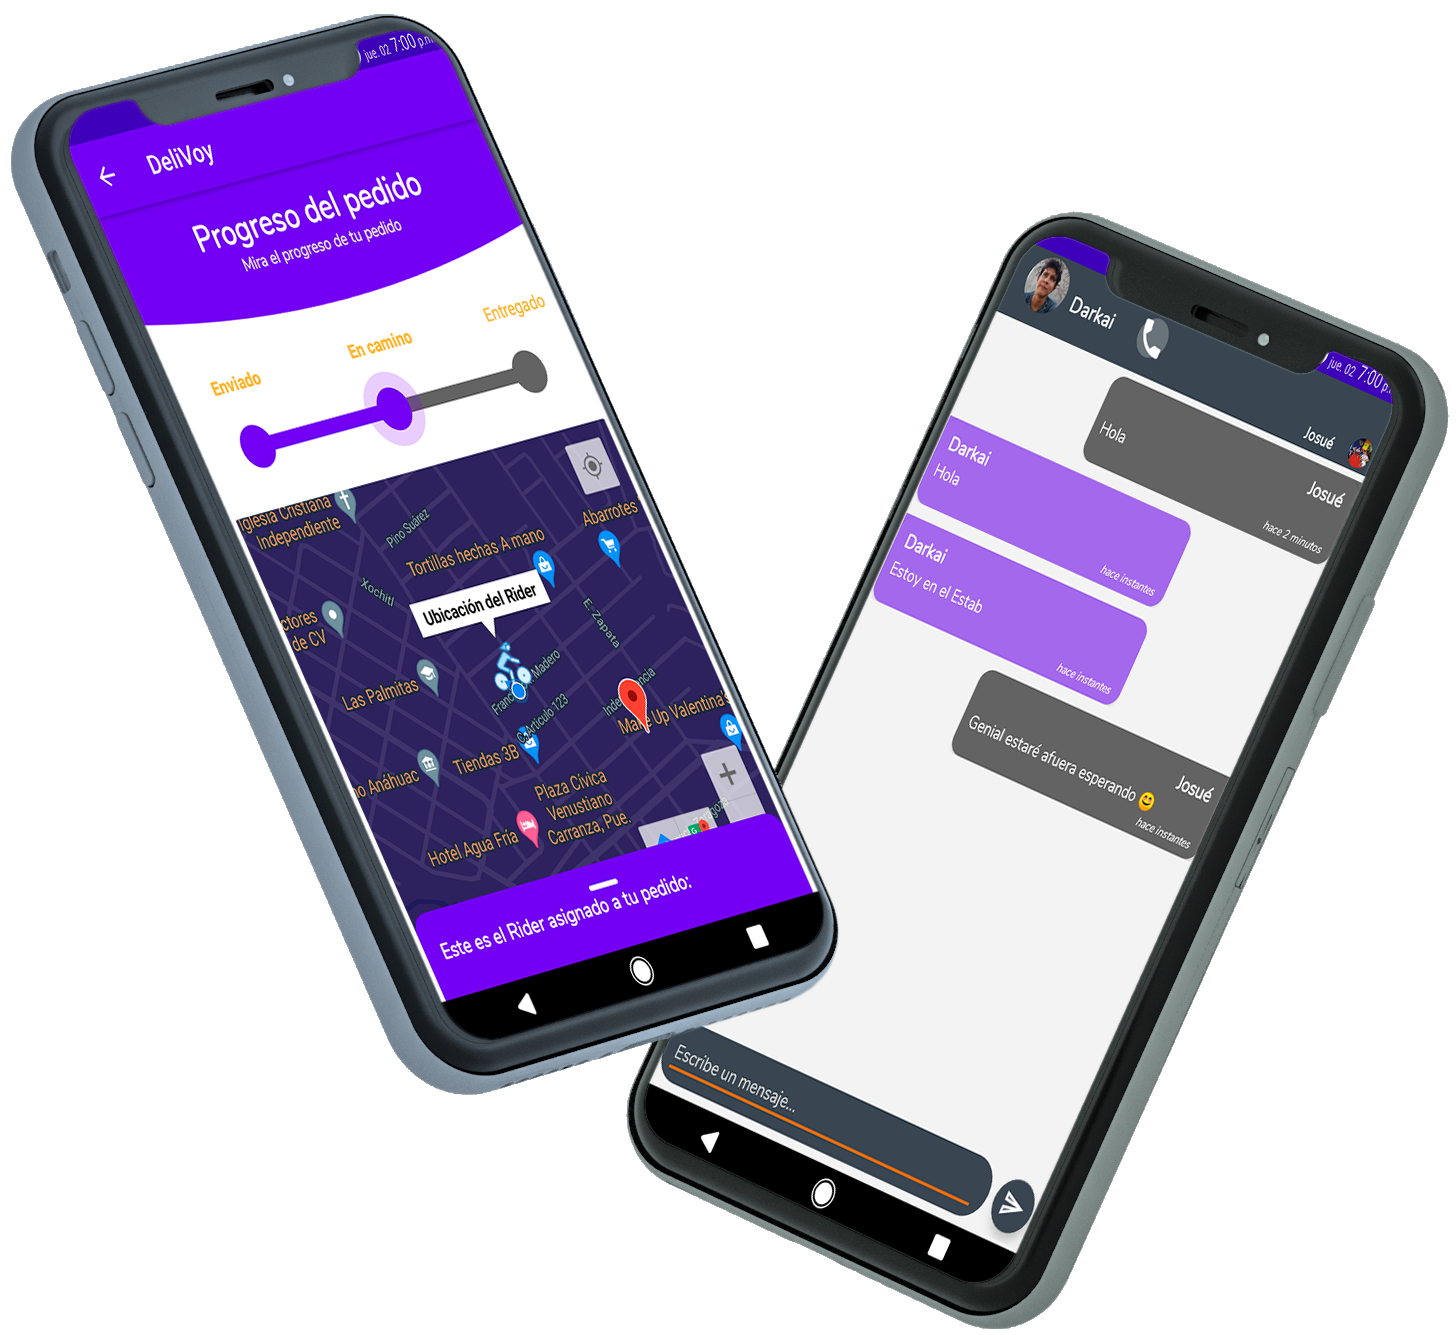 jue. 02 7:00 p.m.
DeliVoy
Progreso del pedido
Mira el progreso de tu pedido
Enviado
En camino
Entregado
Iglesia Cristiana
Independiente
Pino Suárez
Abarrotes
Tortillas hechas A mano
Xochitl
Ubicación del Rider
E. Zapata
ctores
de CV
Madero
Las Palmitas
C. Artículo 123
Make Up Valentina's
Tiendas 3B
no Anáhuac
Plaza Cívica
Venustiano
Carranza, Pue.
Hotel Agua Fría
Este es el Rider asignado a tu pedido:
Darkai
jue. 02 7:00 p.
Josué
Josué
Hola
hace 2 minutos
Darkai
Hola
hace instantes
Darkai
Estoy en el Estab
hace instantes
Josué
Genial estaré afuera esperando 😊
hace instantes
Escribe un mensaje...